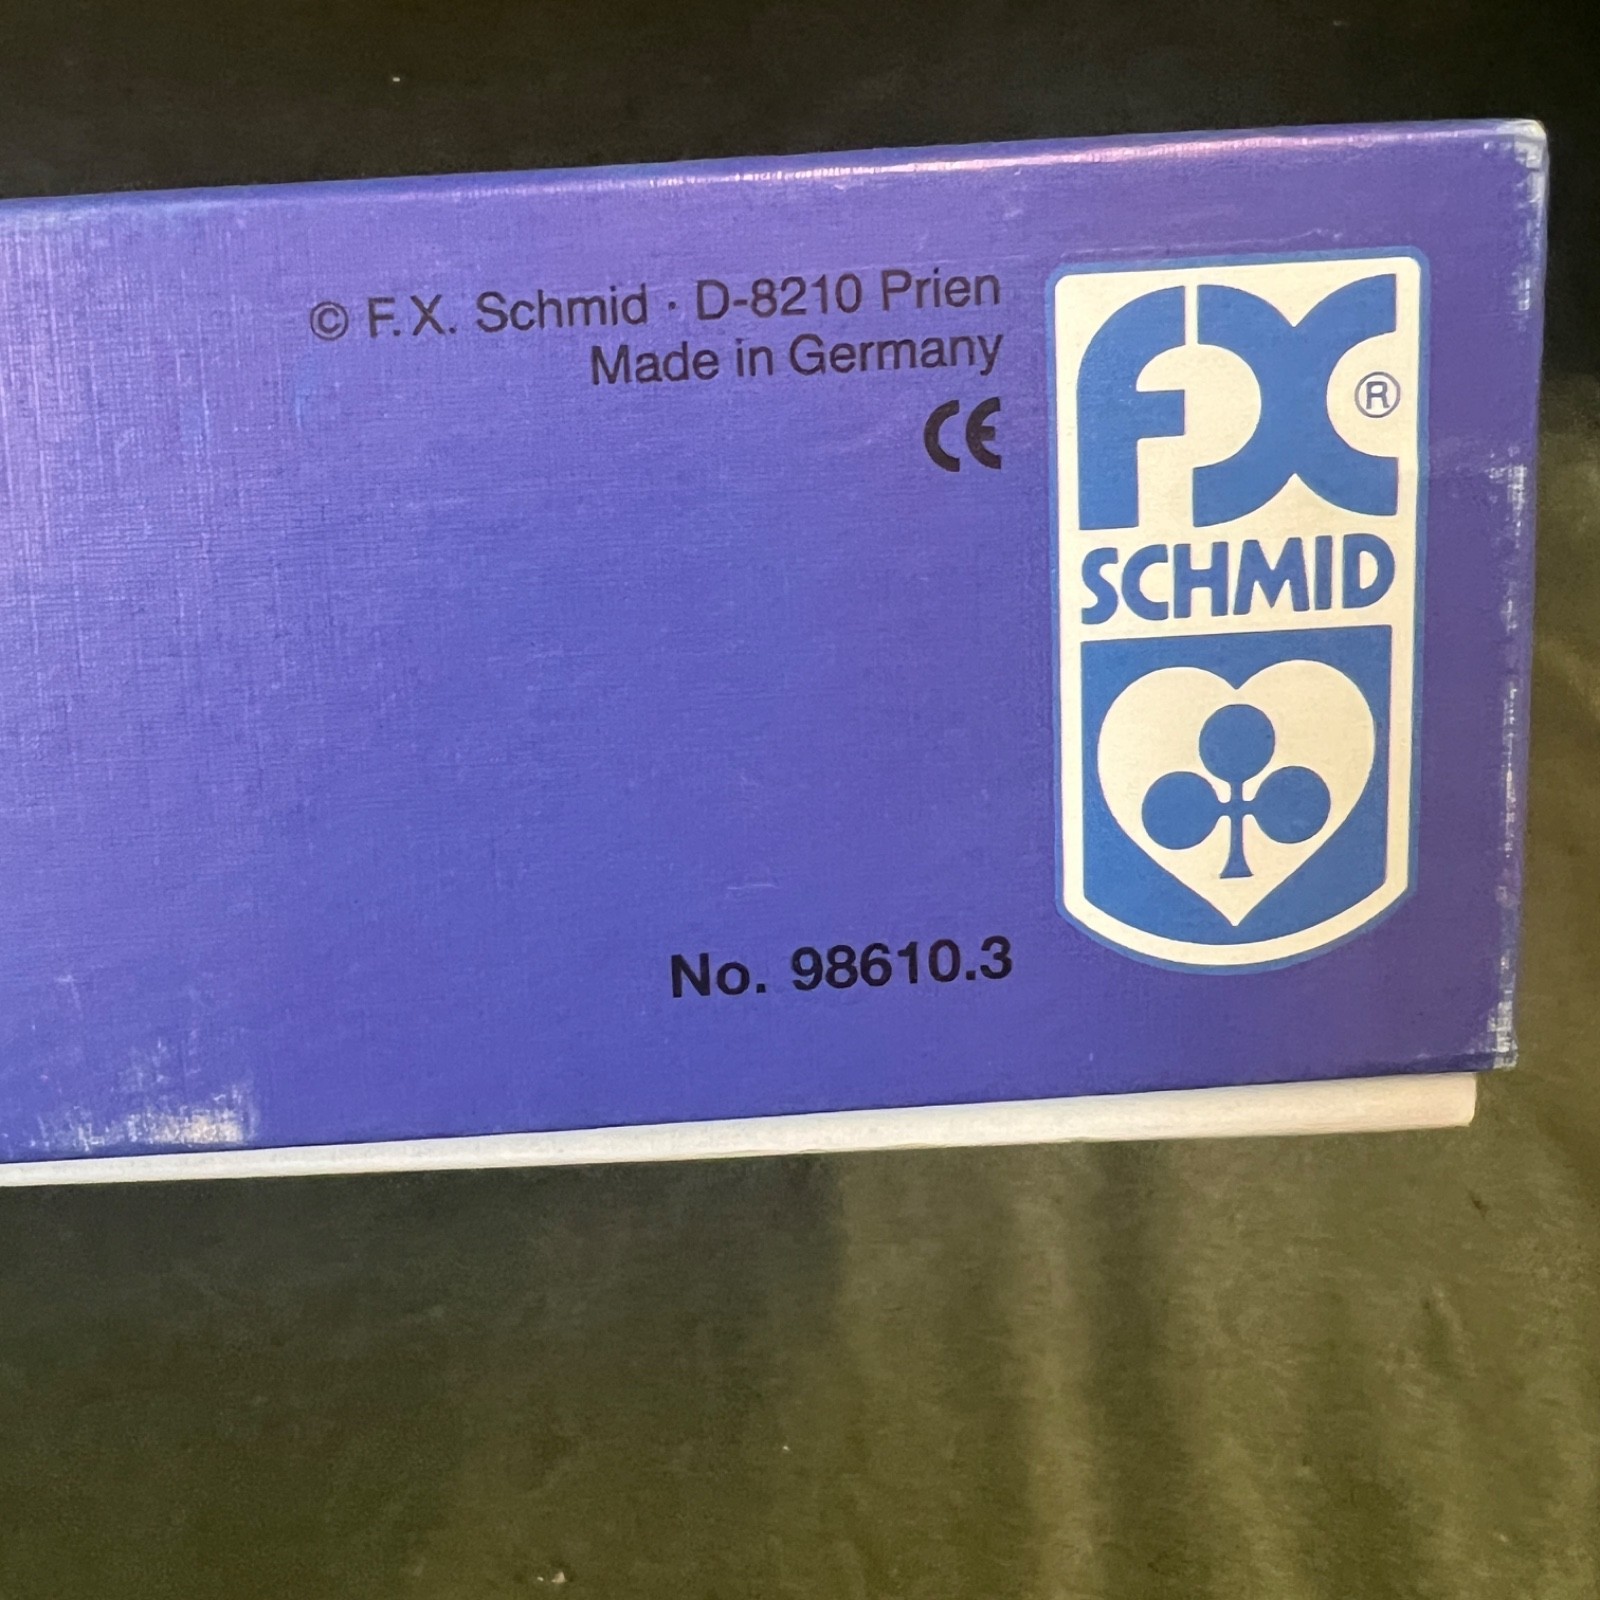 © F.X. Schmid · D-8210 Prien
Made in Germany
CE
FX ®
SCHMID
No. 98610.3